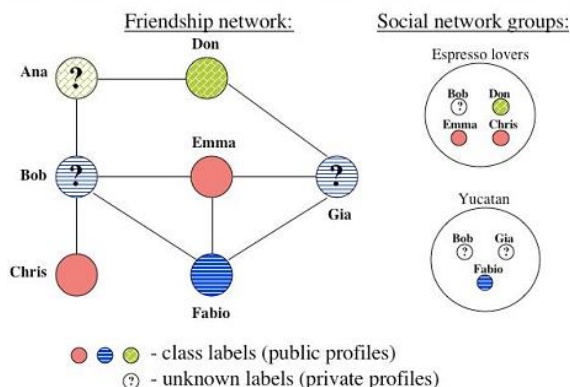 Friendship network:
Social network groups:
Ana
?
Don
Bob
?
Emma
?
Gia
Chris
Fabio
Espresso lovers
Bob
?
Don
Emma
Chris
Yucatan
Bob
?
Gia
?
Fabio
- class labels (public profiles)
? - unknown labels (private profiles)